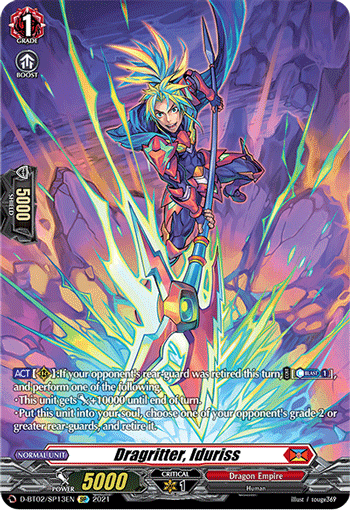 1
GRADE
BOOST
5000
SHIELD
ACT [R]:If your opponent's rear-guard was retired this turn, [ BLAST 1],
and perform one of the following.
•This unit gets +10000 until end of turn.
•Put this unit into your soul, choose one of your opponent's grade 2 or
greater rear-guards, and retire it.
NORMAL UNIT
Dragritter, Iduriss
POWER 5000
CRITICAL
1
Dragon Empire
Human
D-BT02/SP13EN SP 2021
illust / touge369